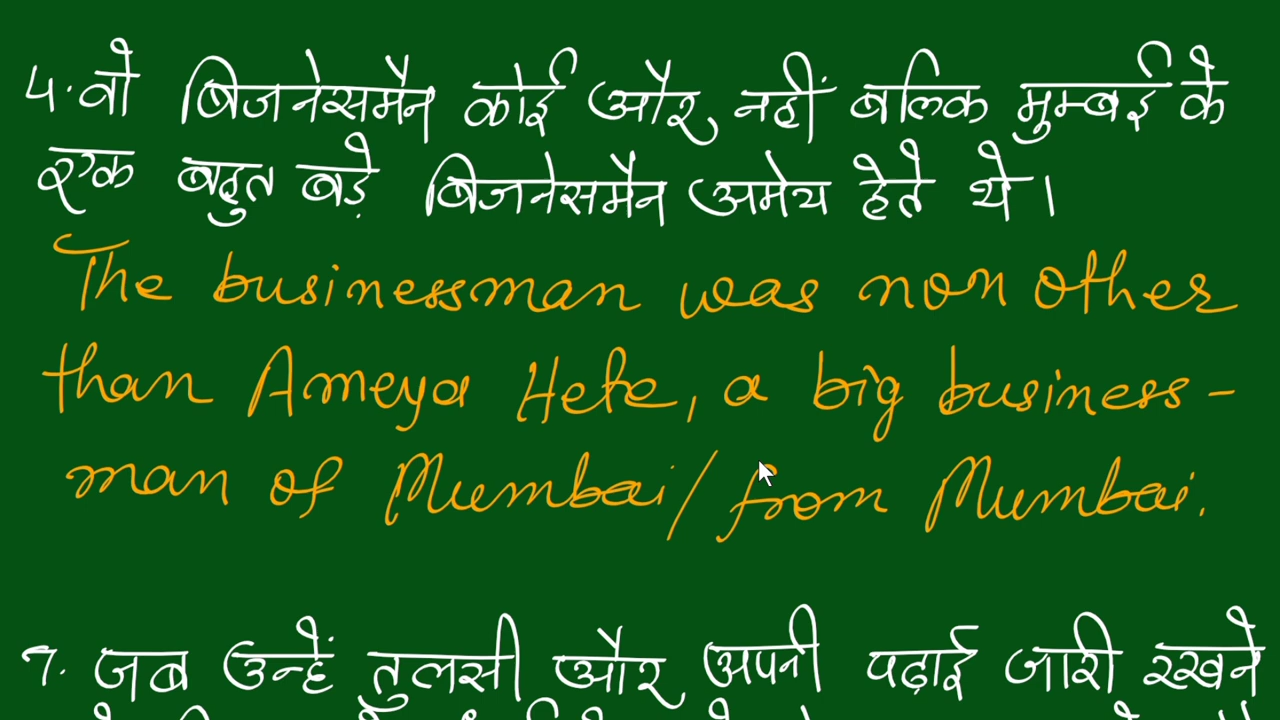 4. वो बिजनेसमैन कोई और नहीं बल्कि मुम्बई के
एक बहुत बड़े बिजनेसमैन अमेय हेते थे।
The businessman was non other
than Ameya Hete, a big business-
man of Mumbai/from Mumbai.
7. जब उन्हें तुलसी और अपनी पढ़ाई जारी रखने